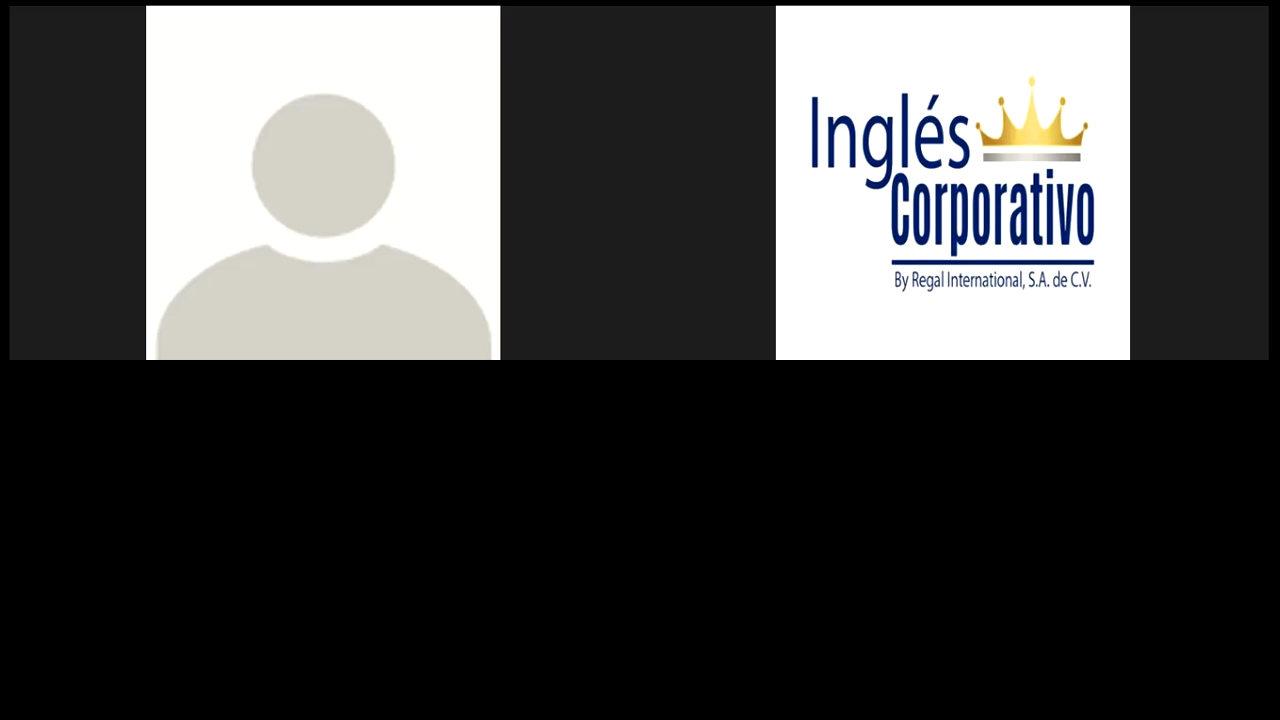 Inglés
Corporativo
By Regal International, S.A. de C.V.